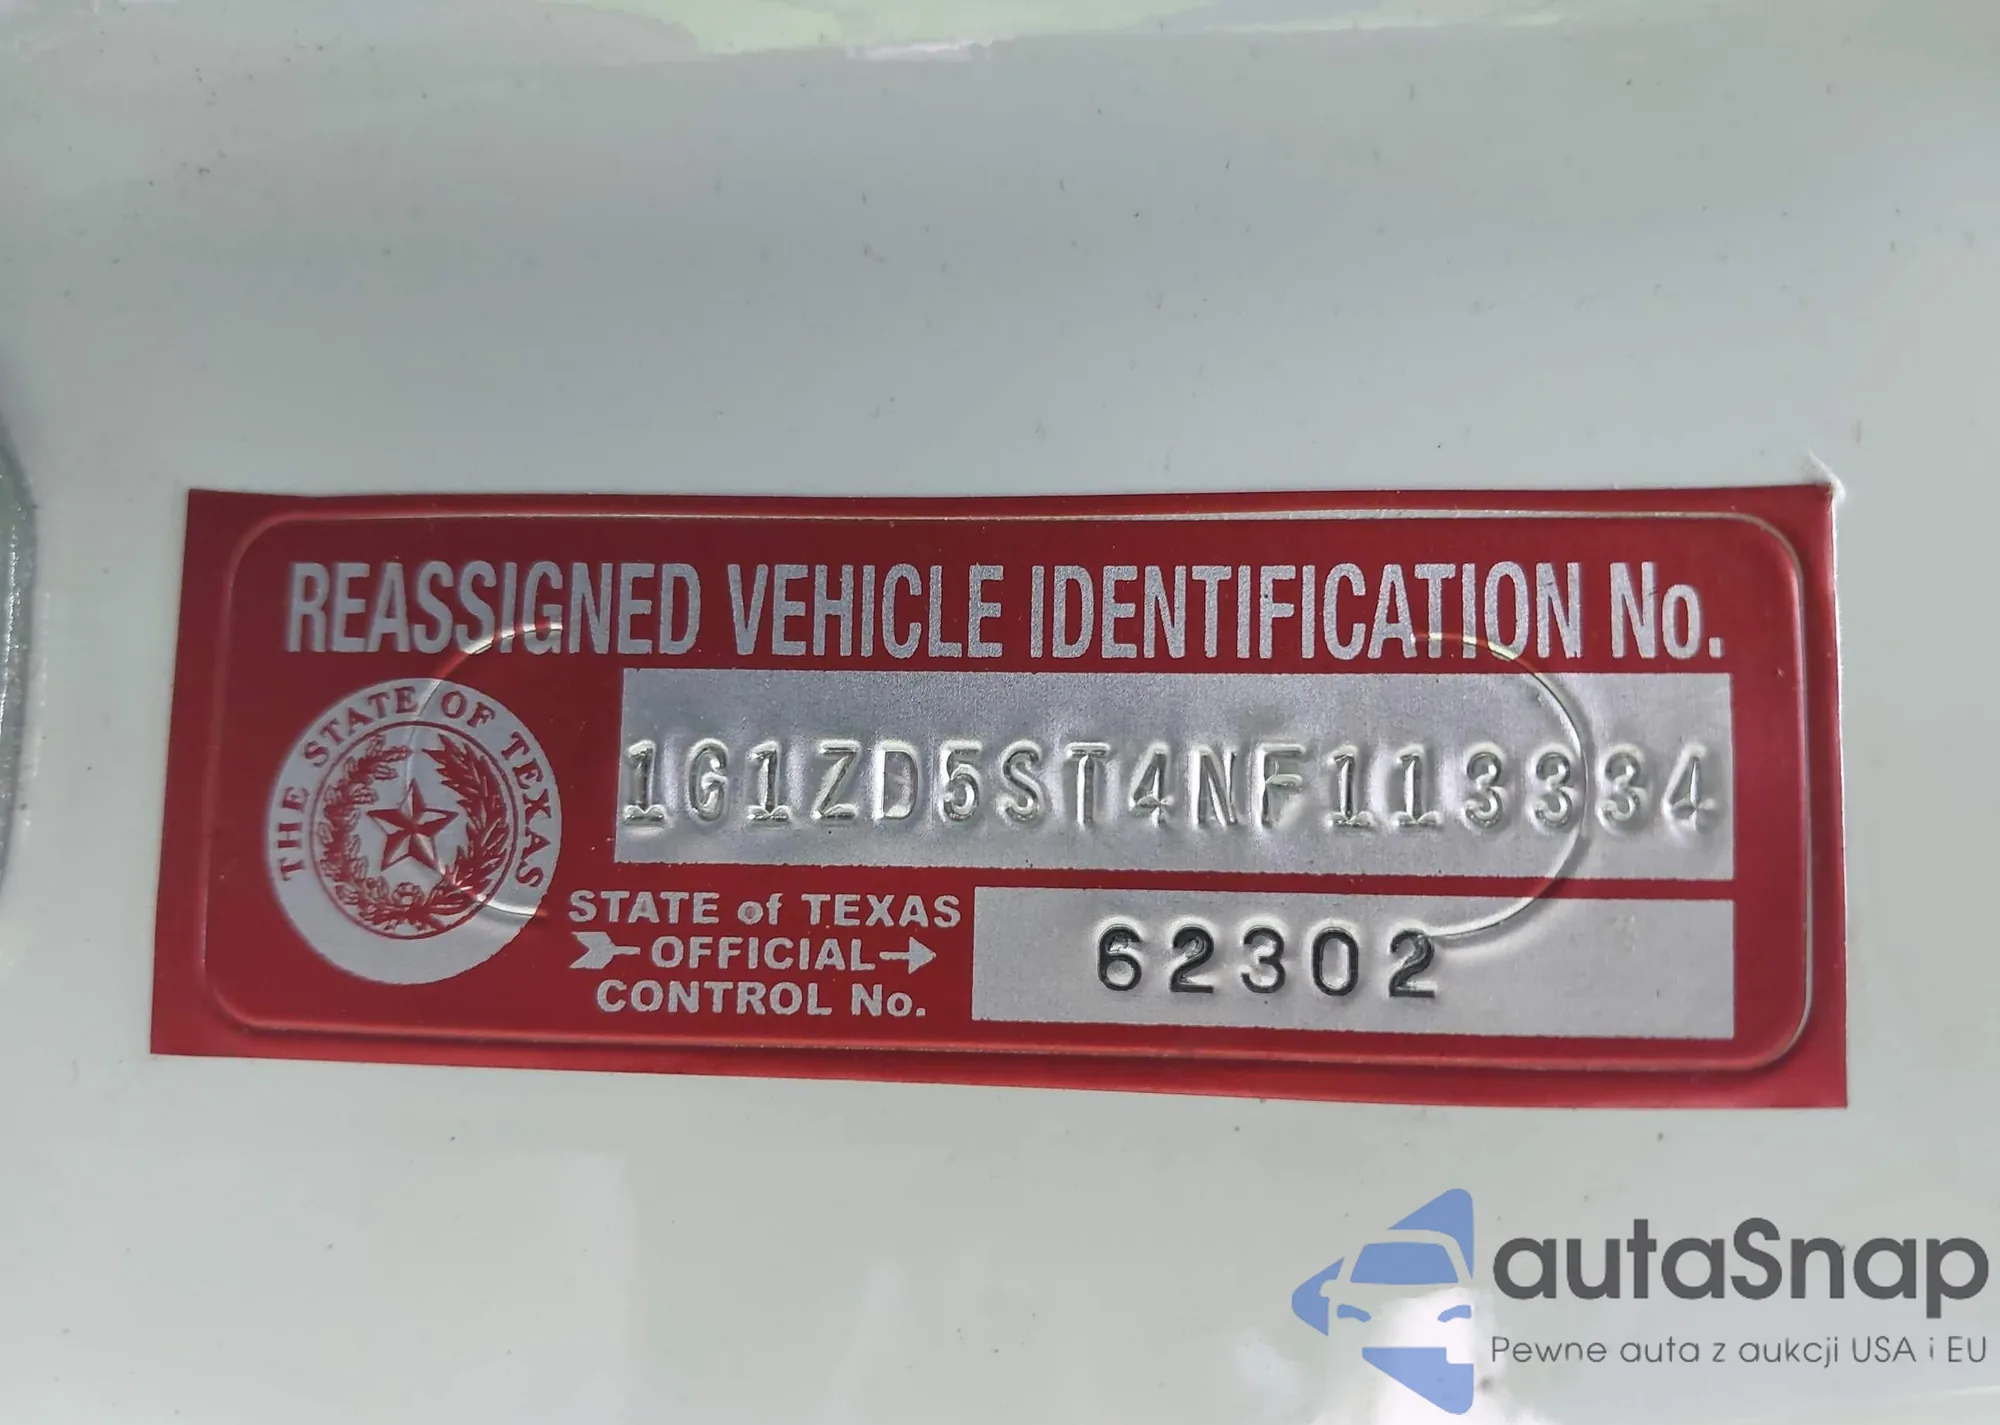 REASSIGNED VEHICLE IDENTIFICATION No.
THE STATE OF TEXAS
1G1ZD5ST4NF113334
STATE of TEXAS
OFFICIAL
CONTROL No.
62302
autaSnap
Pewne auta z aukcji USA i EU